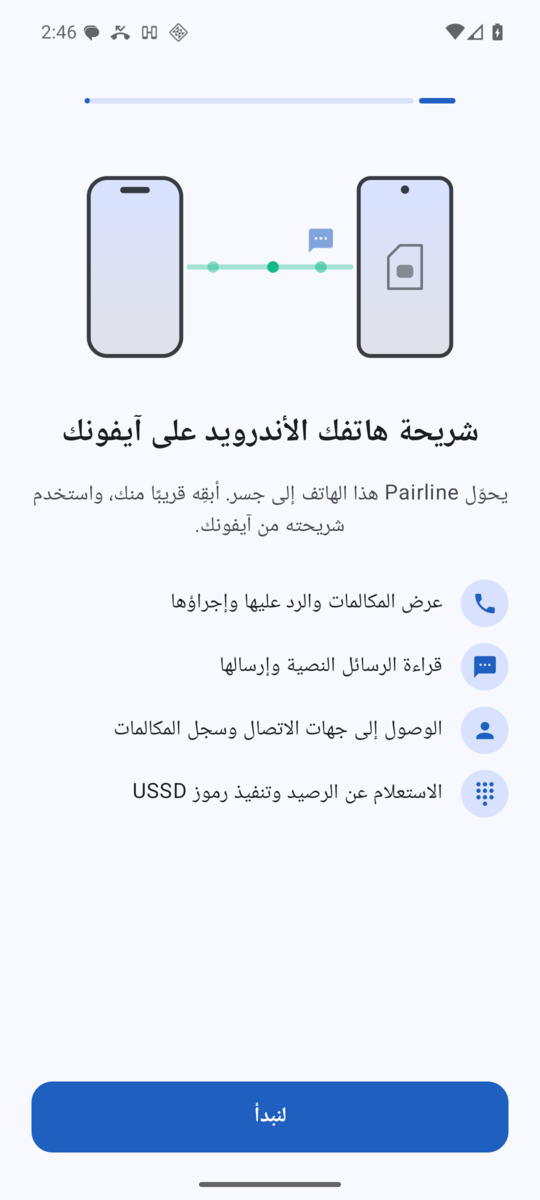 2:46
شريحة هاتفك الأندرويد على آيفونك
يحوّل Pairline هذا الهاتف إلى جسر. أبقِه قريبًا منك، واستخدم
شريحته من آيفونك.
عرض المكالمات والرد عليها وإجراؤها
قراءة الرسائل النصية وإرسالها
الوصول إلى جهات الاتصال وسجل المكالمات
الاستعلام عن الرصيد وتنفيذ رموز USSD
لنبدأ